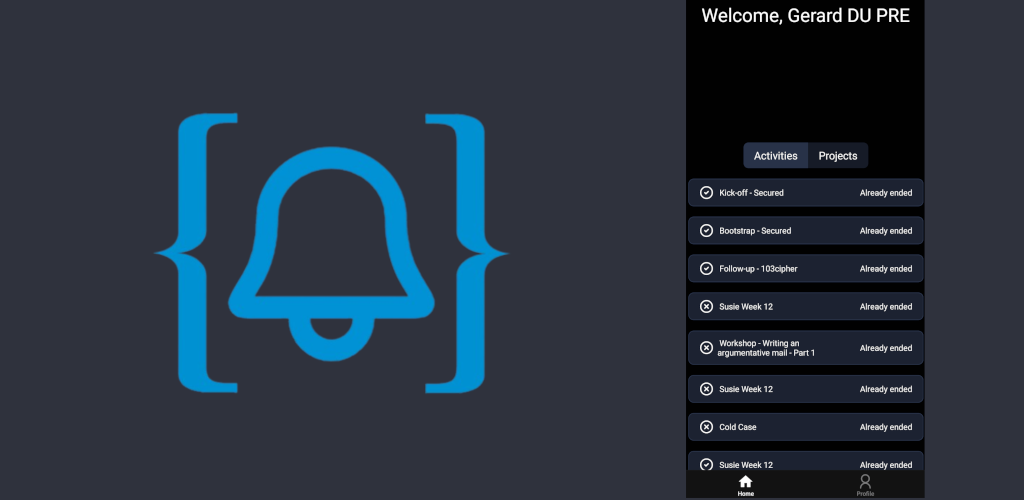 Welcome, Gerard DU PRE
Activities Projects
Kick-off - Secured Already ended
Bootstrap - Secured Already ended
Follow-up - 103cipher Already ended
Susie Week 12 Already ended
Workshop - Writing an
argumentative mail - Part 1 Already ended
Susie Week 12 Already ended
Cold Case Already ended
Susie Week 12 Already ended
Home Profile